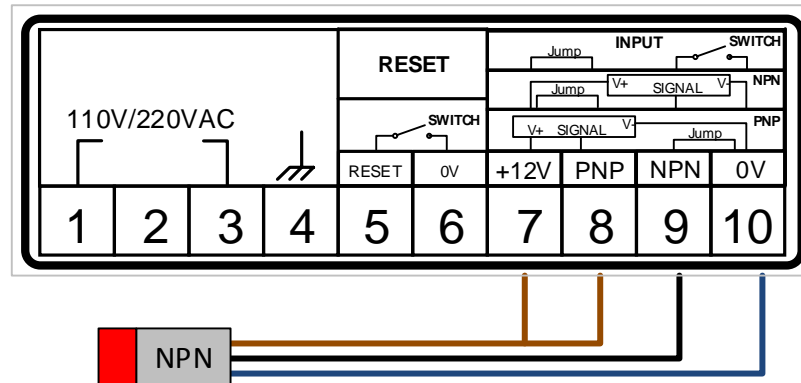 INPUT
Jump
SWITCH
RESET
V+
SIGNAL
V-
NPN
Jump
110V/220VAC
SWITCH
PNP
V+
SIGNAL
V-
Jump
RESET
0V
+12V
PNP
NPN
0V
1
2
3
4
5
6
7
8
9
10
NPN